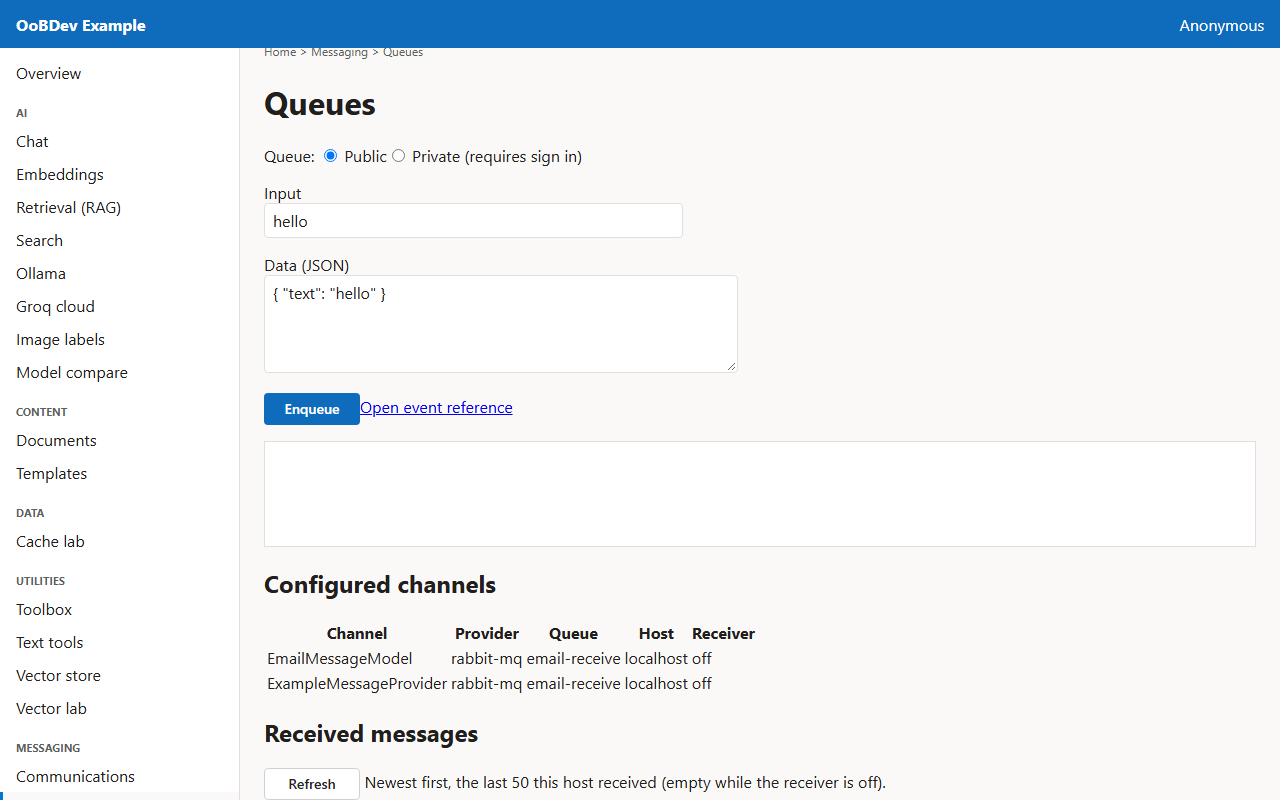 OoBDev Example
Anonymous
Home > Messaging > Queues
Overview
AI
Chat
Embeddings
Retrieval (RAG)
Search
Ollama
Groq cloud
Image labels
Model compare
CONTENT
Documents
Templates
DATA
Cache lab
UTILITIES
Toolbox
Text tools
Vector store
Vector lab
MESSAGING
Communications
Queues
Queue: Public Private (requires sign in)
Input
hello
Data (JSON)
{ "text": "hello" }
Enqueue Open event reference
Configured channels
Channel Provider Queue Host Receiver
EmailMessageModel rabbit-mq email-receive localhost off
ExampleMessageProvider rabbit-mq email-receive localhost off
Received messages
Refresh Newest first, the last 50 this host received (empty while the receiver is off).